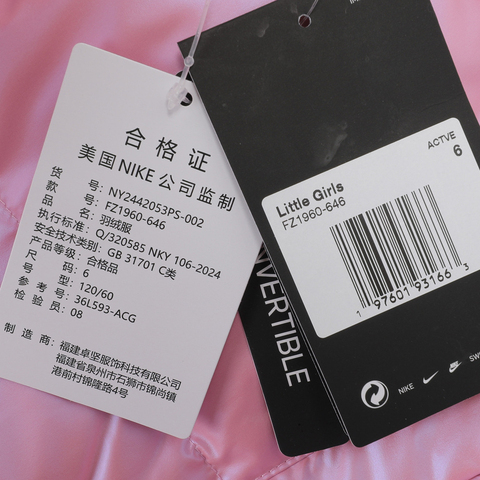 合格证
美国NIKE公司监制
货号: NY2442053PS-002
款号: FZ1960-646
品名: 羽绒服
执行标准: Q/320585 NKY 106-2024
安全技术类别: GB 31701 C类
产品等级: 合格品
尺码: 6
号型: 120/60
参考号: 36L593-ACG
检验员: 08
制造商: 福建卓坚服饰科技有限公司
福建省泉州市石狮市锦尚镇
港前村锦隆路4号
ACTVE
6
Little Girls
FZ1960-646
1 97601 93166 3
NVERTIBLE
NIKE
SW